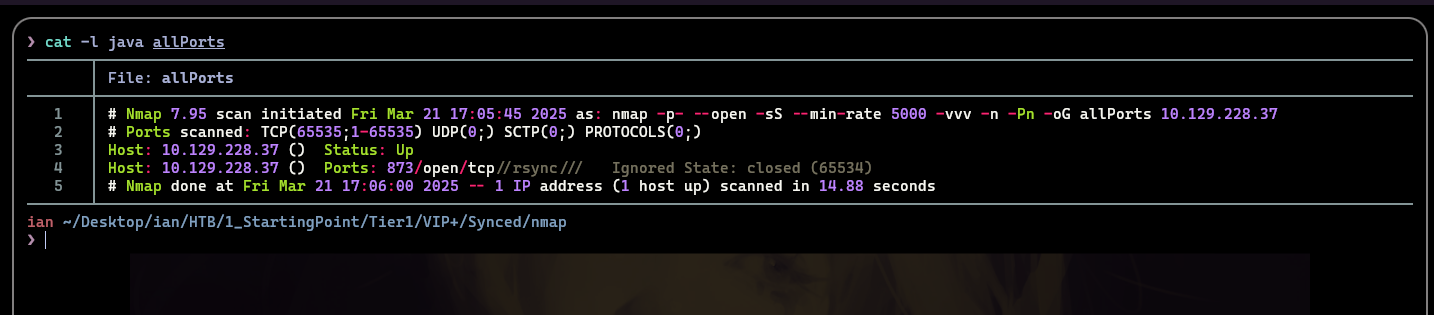 ❯ cat -l java allPorts
File: allPorts
1 # Nmap 7.95 scan initiated Fri Mar 21 17:05:45 2025 as: nmap -p- --open -sS --min-rate 5000 -vvv -n -Pn -oG allPorts 10.129.228.37
2 # Ports scanned: TCP(65535;1-65535) UDP(0;) SCTP(0;) PROTOCOLS(0;)
3 Host: 10.129.228.37 () Status: Up
4 Host: 10.129.228.37 () Ports: 873/open/tcp//rsync/// Ignored State: closed (65534)
5 # Nmap done at Fri Mar 21 17:06:00 2025 -- 1 IP address (1 host up) scanned in 14.88 seconds
ian ~/Desktop/ian/HTB/1_StartingPoint/Tier1/VIP+/Synced/nmap
❯